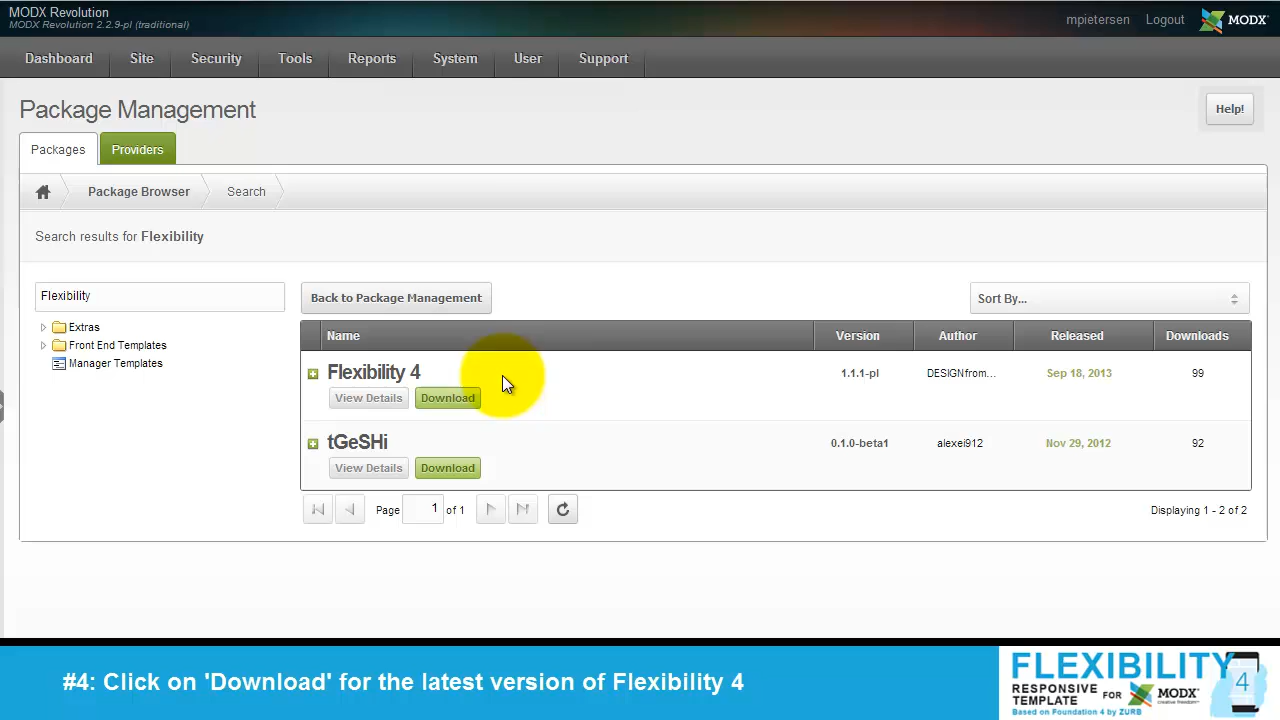 MODX Revolution
MODX Revolution 2.2.9-pl (traditional)
mpietersen Logout MODX
Dashboard Site Security Tools Reports System User Support
Package Management
Help!
Packages Providers
Package Browser Search
Search results for Flexibility
Flexibility
Back to Package Management
Sort By...
Extras
Front End Templates
Manager Templates
Name Version Author Released Downloads
Flexibility 4 1.1.1-pl DESIGNfrom... Sep 18, 2013 99
View Details Download
tGeSHi 0.1.0-beta1 alexei912 Nov 29, 2012 92
View Details Download
Page 1 of 1
Displaying 1 - 2 of 2
#4: Click on 'Download' for the latest version of Flexibility 4
FLEXIBILITY 4
RESPONSIVE
TEMPLATE FOR MODX
creative freedom
Based on Foundation 4 by ZURB